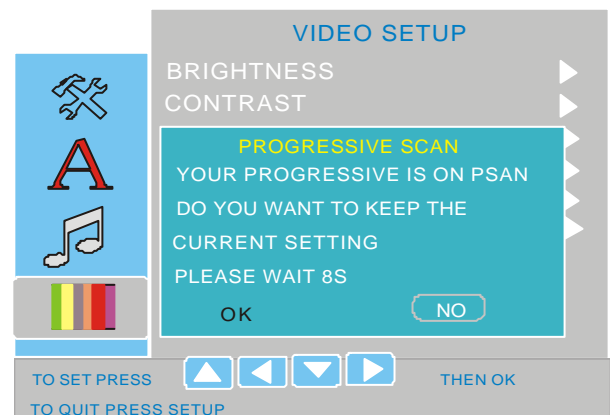 VIDEO SETUP
BRIGHTNESS
CONTRAST
PROGRESSIVE SCAN
YOUR PROGRESSIVE IS ON PSAN
DO YOU WANT TO KEEP THE
CURRENT SETTING
PLEASE WAIT 8S
OK NO
A
TO SET PRESS THEN OK
TO QUIT PRESS SETUP